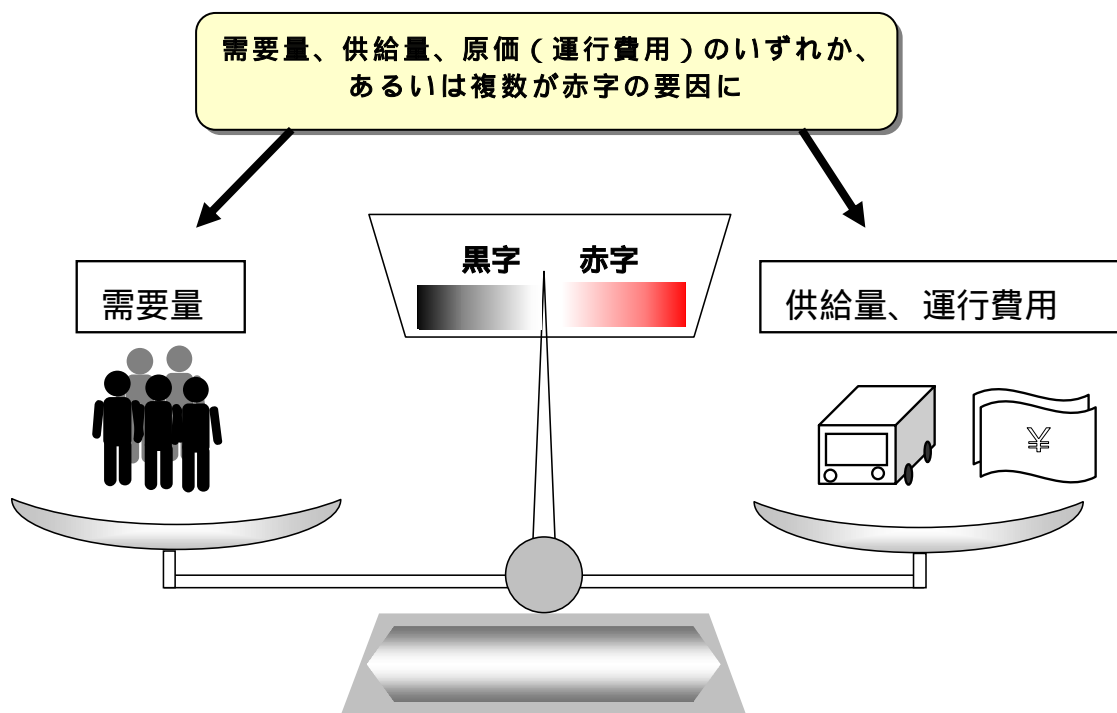 需要量、供給量、原価（運行費用）のいずれか、
あるいは複数が赤字の要因に
黒字 赤字
需要量
供給量、運行費用
¥